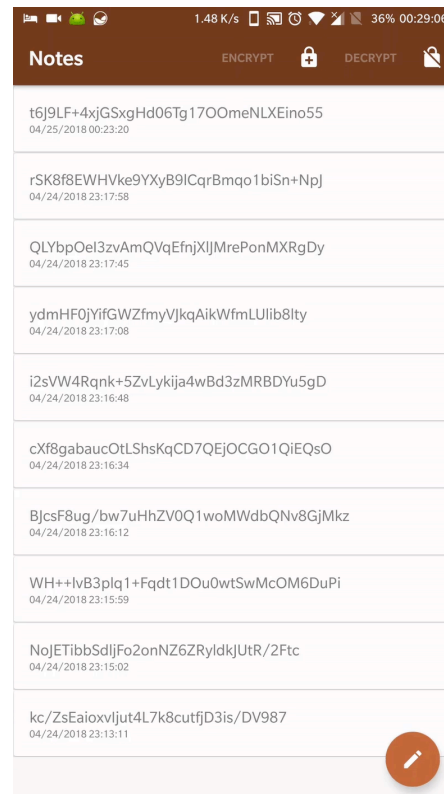 1.48 K/s 36% 00:29:06
Notes ENCRYPT DECRYPT
t6J9LF+4xjGSxgHd06Tg17OOmeNLXEino55
04/25/2018 00:23:20
rSK8f8EWHVke9YXyB9ICqrBmqo1biSn+NpJ
04/24/2018 23:17:58
QLYbpOeI3zvAmQVqEfnjXIJMrePonMXRgDy
04/24/2018 23:17:45
ydmHF0jYifGWZfmyVJkqAikWfmLUlib8lty
04/24/2018 23:17:08
i2sVW4Rqnk+5ZvLykija4wBd3zMRBDYu5gD
04/24/2018 23:16:48
cXf8gabaucOtLShsKqCD7QEjOCGO1QiEQsO
04/24/2018 23:16:34
BJcsF8ug/bw7uHhZV0Q1woMWdbQNv8GjMkz
04/24/2018 23:16:12
WH++lvB3plq1+Fqdt1DOu0wtSwMcOM6DuPi
04/24/2018 23:15:59
NoJETibbSdljFo2onNZ6ZRyldkJUtR/2Ftc
04/24/2018 23:15:02
kc/ZsEaioxvIjut4L7k8cutfjD3is/DV987
04/24/2018 23:13:11